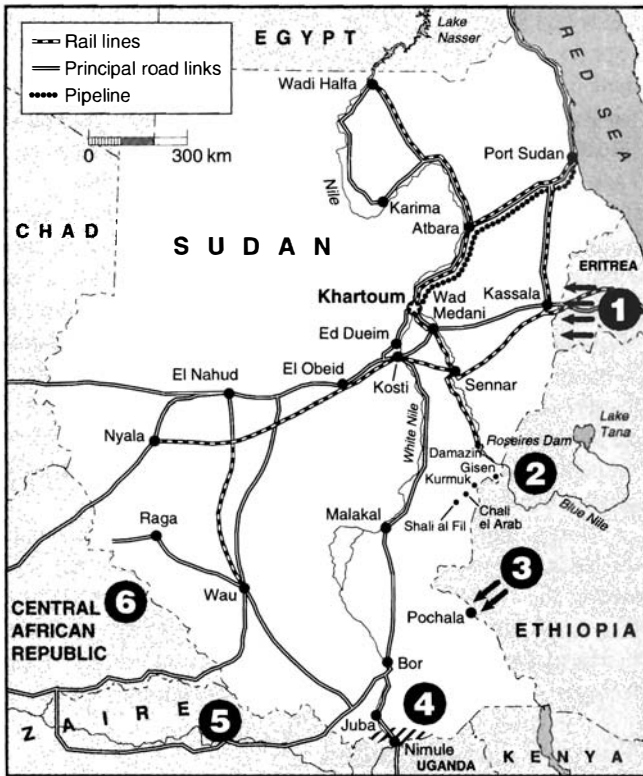 Rail lines
Principal road links
Pipeline
0 300 km
EGYPT
Lake
Nasser
RED SEA
Wadi Halfa
Port Sudan
Nile
Karima
Atbara
CHAD
SUDAN
ERITREA
Khartoum
Wad
Medani
Kassala
1
Ed Dueim
El Nahud
El Obeid
Kosti
Sennar
Nyala
White Nile
Roseires Dam
Lake
Tana
Damazin
Gisen
2
Kurmuk
Chali
el Arab
Shali al Fil
Blue Nile
Malakal
Raga
3
6
Wau
Pochala
CENTRAL
AFRICAN
REPUBLIC
ETHIOPIA
Bor
ZAIRE
5
4
Juba
Nimule
UGANDA
KENYA